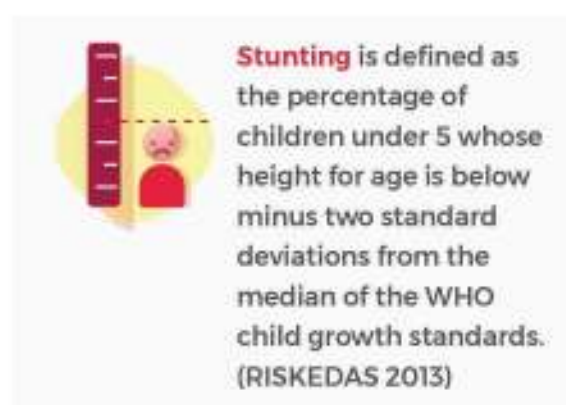 Stunting is defined as
the percentage of
children under 5 whose
height for age is below
minus two standard
deviations from the
median of the WHO
child growth standards.
(RISKEDAS 2013)